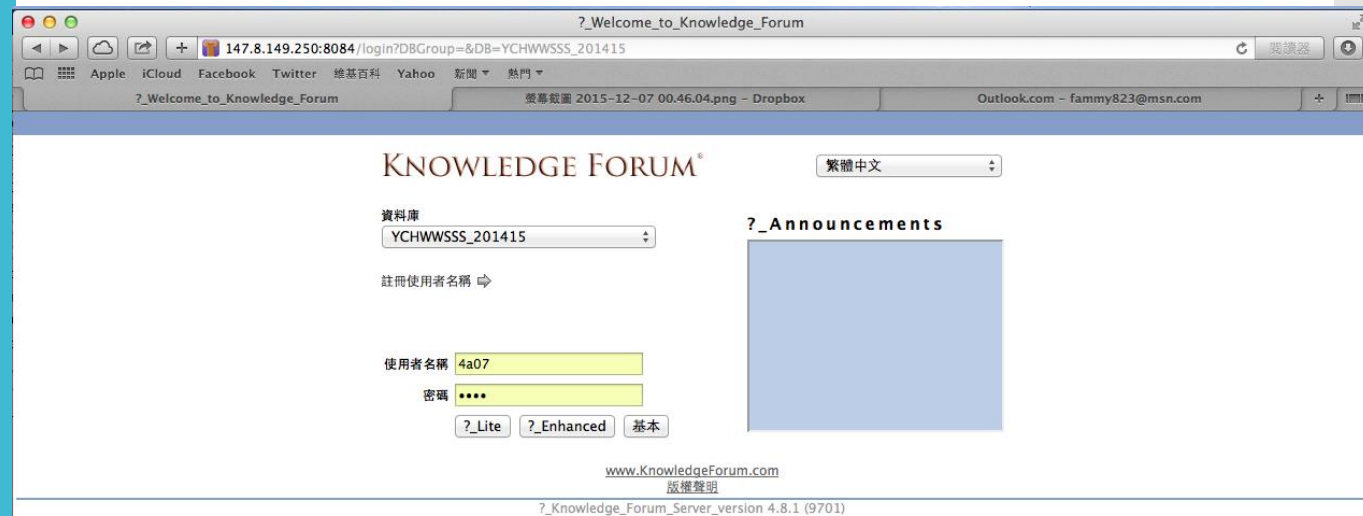 ?_Welcome_to_Knowledge_Forum
147.8.149.250:8084/login?DBGroup=&DB=YCHWWSSS_201415 閱讀器
Apple iCloud Facebook Twitter 維基百科 Yahoo 新聞 熱門
?_Welcome_to_Knowledge_Forum 螢幕截圖 2015-12-07 00.46.04.png - Dropbox Outlook.com - fammy823@msn.com
KNOWLEDGE FORUM® 繁體中文
資料庫
YCHWWSSS_201415
?_Announcements
註冊使用者名稱
使用者名稱 4a07
密碼 ••••
?_Lite ?_Enhanced 基本
www.KnowledgeForum.com
版權聲明
?_Knowledge_Forum_Server_version 4.8.1 (9701)